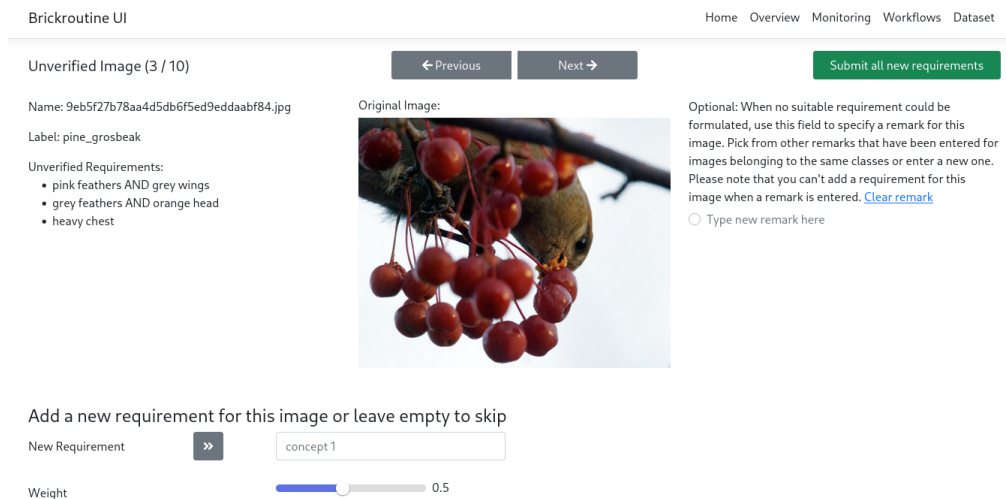 Brickroutine UI
Home Overview Monitoring Workflows Dataset
Unverified Image (3 / 10)
Previous
Next
Submit all new requirements
Name: 9eb5f27b78aa4d5db6f5ed9eddaabf84.jpg
Label: pine_grosbeak
Unverified Requirements:
• pink feathers AND grey wings
• grey feathers AND orange head
• heavy chest
Original Image:
Optional: When no suitable requirement could be
formulated, use this field to specify a remark for this
image. Pick from other remarks that have been entered for
images belonging to the same classes or enter a new one.
Please note that you can't add a requirement for this
image when a remark is entered. Clear remark
Type new remark here
Add a new requirement for this image or leave empty to skip
New Requirement
concept 1
Weight
0.5